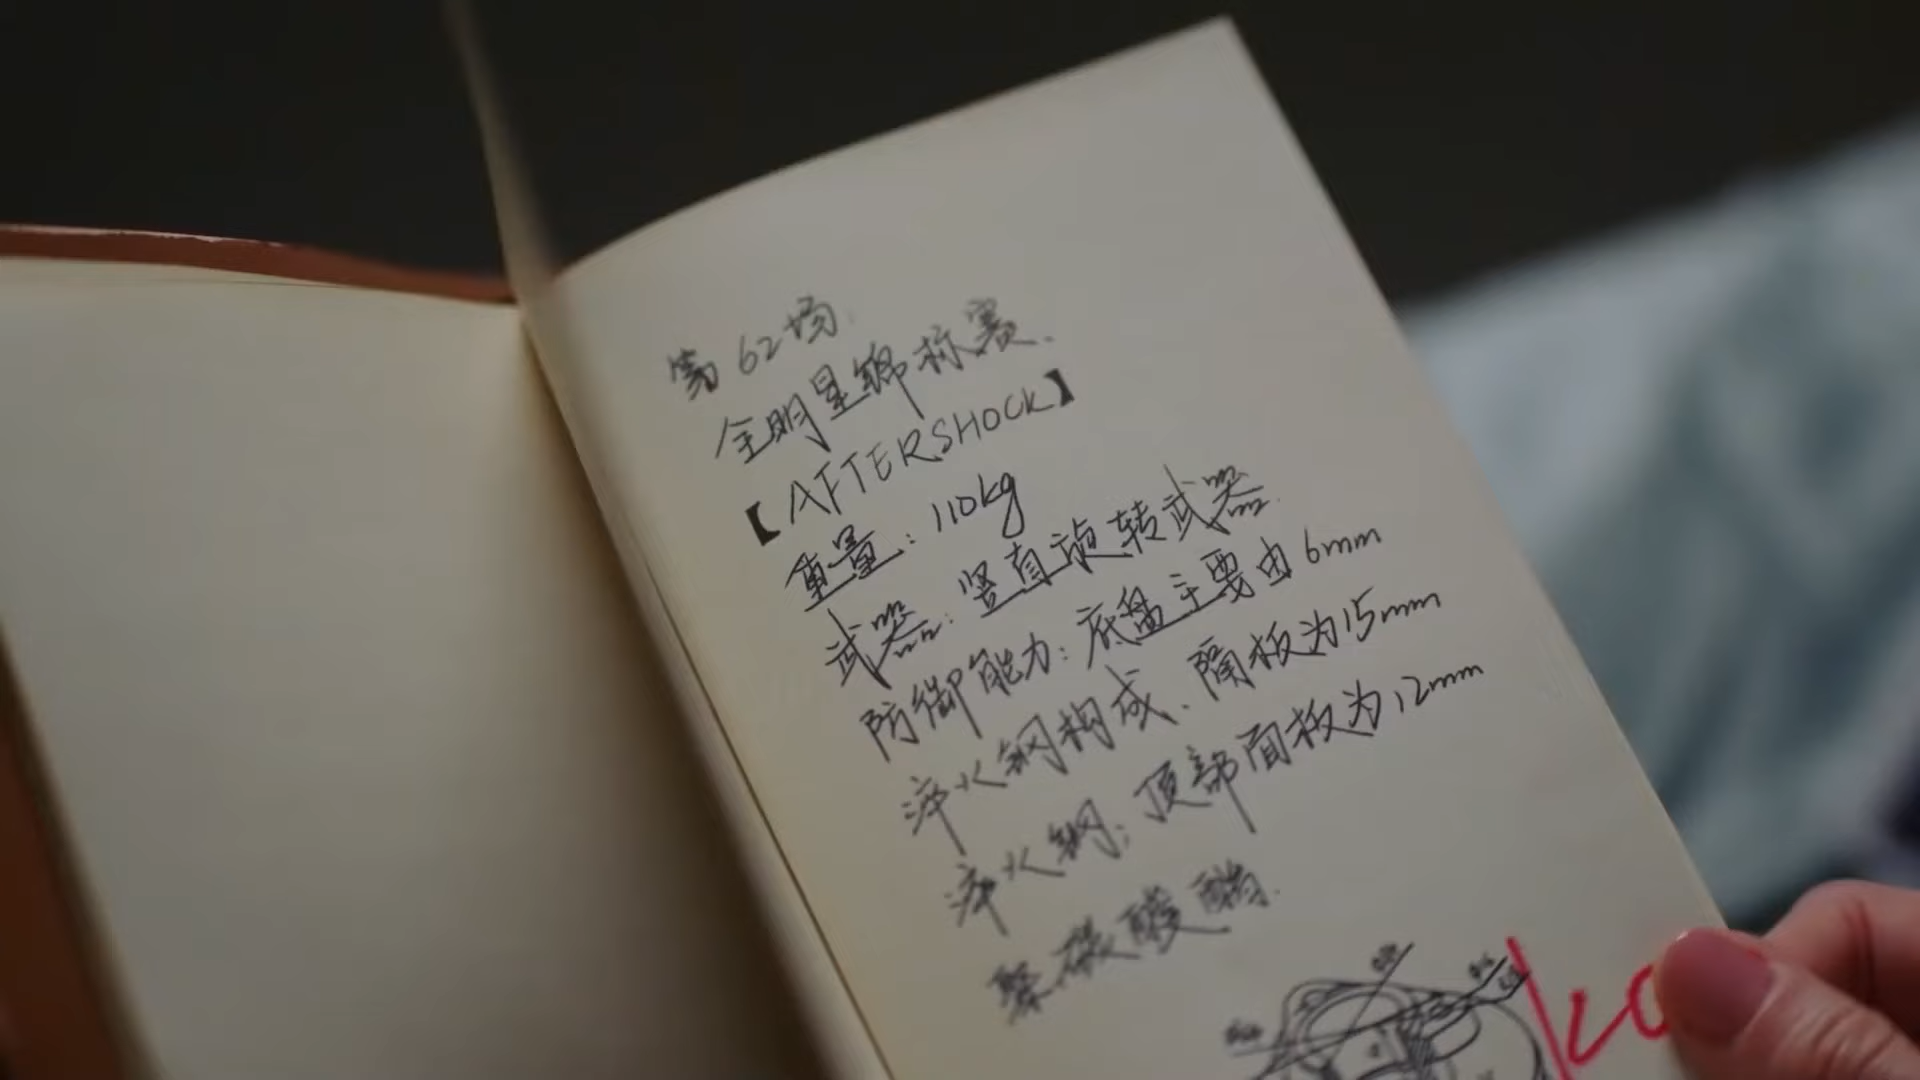 第62场.
全明星锦标赛.
【AFTERSHOCK】
重量：110kg
武器：竖直旋转武器.
防御能力：底盘主要由6mm
淬火钢构成、隔板为15mm
淬火钢；顶部面板为12mm
聚碳酸酯.
KO